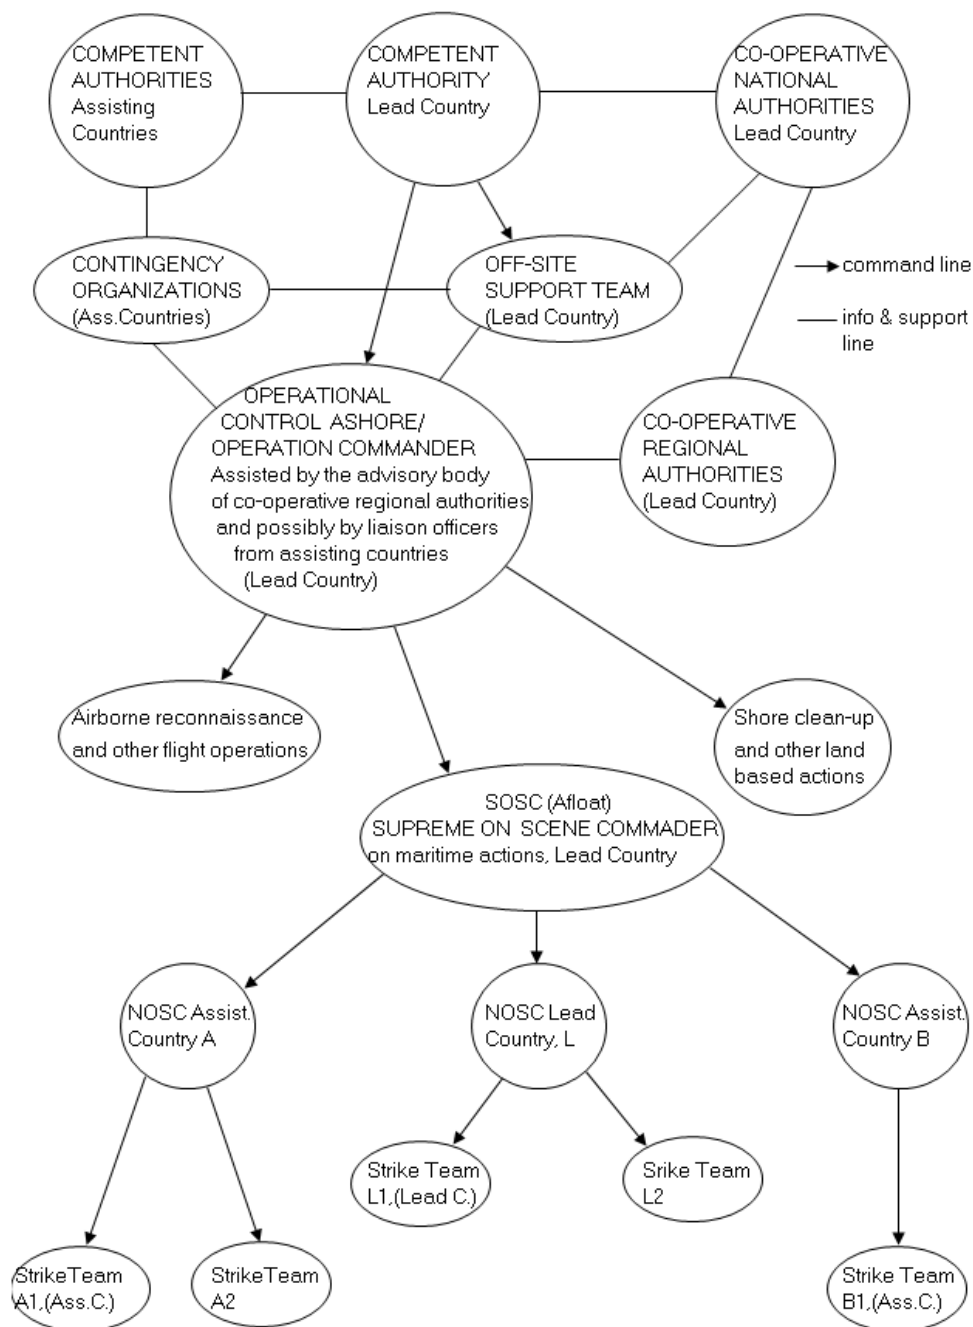 COMPETENT
AUTHORITIES
Assisting
Countries
COMPETENT
AUTHORITY
Lead Country
CO-OPERATIVE
NATIONAL
AUTHORITIES
Lead Country
CONTINGENCY
ORGANIZATIONS
(Ass.Countries)
OFF-SITE
SUPPORT TEAM
(Lead Country)
command line
info & support
line
OPERATIONAL
CONTROL ASHORE/
OPERATION COMMANDER
Assisted by the advisory body
of co-operative regional authorities
and possibly by liaison officers
from assisting countries
(Lead Country)
CO-OPERATIVE
REGIONAL
AUTHORITIES
(Lead Country)
Airborne reconnaissance
and other flight operations
Shore clean-up
and other land
based actions
SOSC (Afloat)
SUPREME ON SCENE COMMADER
on maritime actions, Lead Country
NOSC Assist.
Country A
NOSC Lead
Country, L
NOSC Assist.
Country B
Strike Team
L1,(Lead C.)
Srike Team
L2
Strike Team
A1,(Ass.C.)
Strike Team
A2
Strike Team
B1,(Ass.C.)